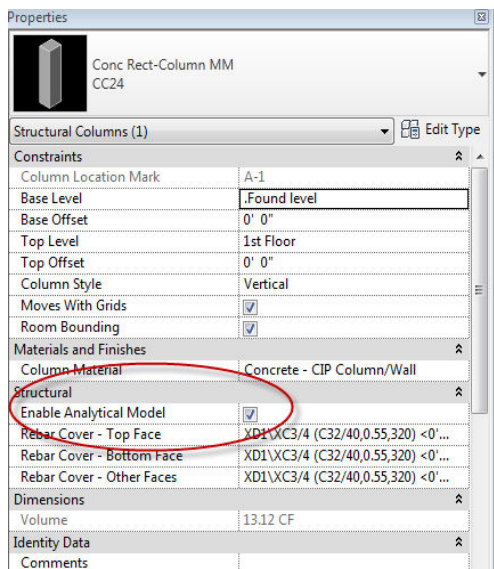 Properties
Conc Rect-Column MM
CC24
Structural Columns (1) Edit Type
Constraints
Column Location Mark A-1
Base Level .Found level
Base Offset 0' 0"
Top Level 1st Floor
Top Offset 0' 0"
Column Style Vertical
Moves With Grids
Room Bounding
Materials and Finishes
Column Material Concrete - CIP Column/Wall
Structural
Enable Analytical Model
Rebar Cover - Top Face XD1\XC3/4 (C32/40,0.55,320) <0'...
Rebar Cover - Bottom Face XD1\XC3/4 (C32/40,0.55,320) <0'...
Rebar Cover - Other Faces XD1\XC3/4 (C32/40,0.55,320) <0'...
Dimensions
Volume 13.12 CF
Identity Data
Comments